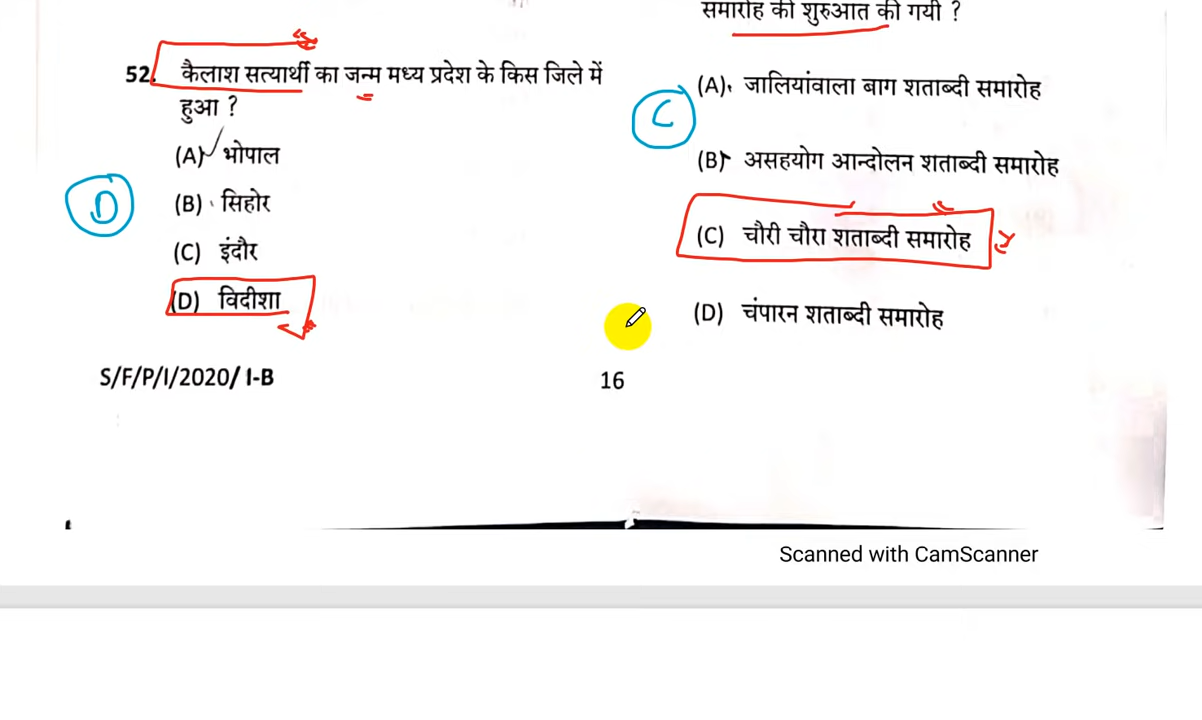 52. कैलाश सत्यार्थी का जन्म मध्य प्रदेश के किस जिले में
हुआ ?
(A) भोपाल
(B) सिहोर
(C) इंदौर
(D) विदीशा
D
समारोह की शुरुआत की गयी ?
(A) जालियांवाला बाग शताब्दी समारोह
C
(B) असहयोग आन्दोलन शताब्दी समारोह
(C) चौरी चौरा शताब्दी समारोह
(D) चंपारन शताब्दी समारोह
S/F/P/I/2020/ I-B
16
Scanned with CamScanner